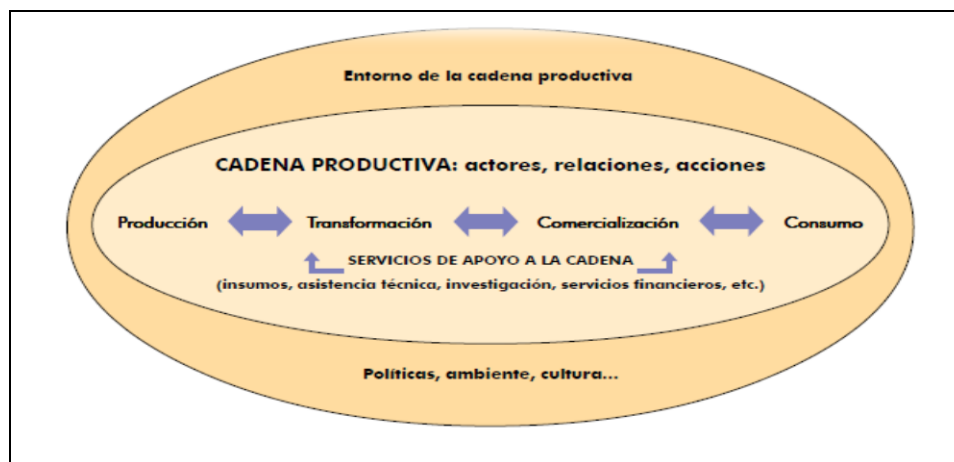 Entorno de la cadena productiva
CADENA PRODUCTIVA: actores, relaciones, acciones
Producción Transformación Comercialización Consumo
SERVICIOS DE APOYO A LA CADENA
(insumos, asistencia técnica, investigación, servicios financieros, etc.)
Políticas, ambiente, cultura...